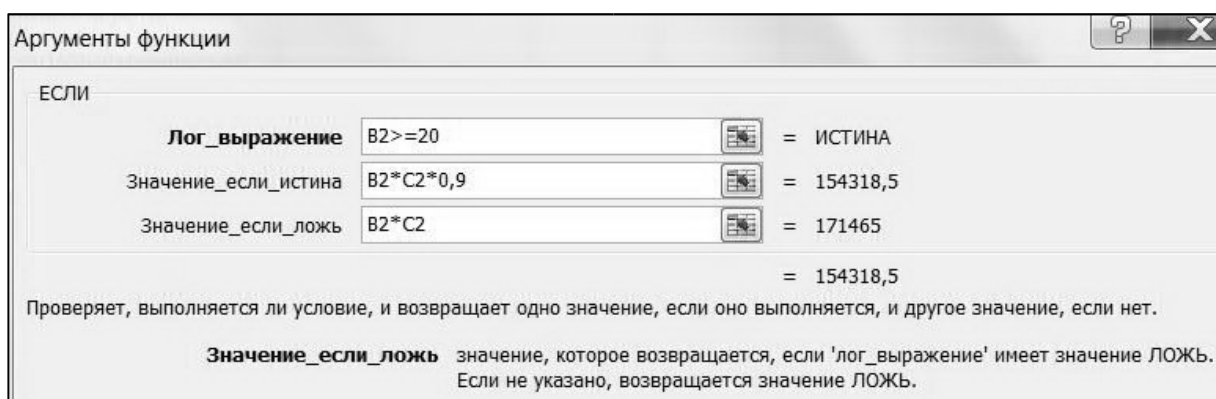 Аргументы функции
ЕСЛИ
Лог_выражение B2>=20 = ИСТИНА
Значение_если_истина B2*C2*0,9 = 154318,5
Значение_если_ложь B2*C2 = 171465
= 154318,5
Проверяет, выполняется ли условие, и возвращает одно значение, если оно выполняется, и другое значение, если нет.
Значение_если_ложь значение, которое возвращается, если 'лог_выражение' имеет значение ЛОЖЬ.
Если не указано, возвращается значение ЛОЖЬ.